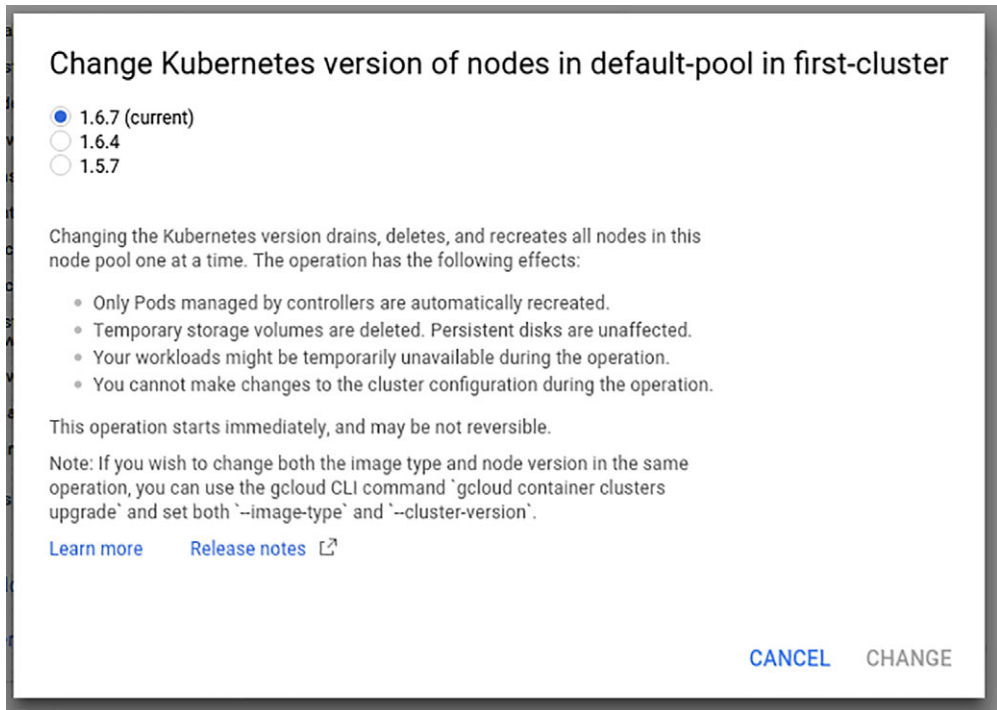 Change Kubernetes version of nodes in default-pool in first-cluster
1.6.7 (current)
1.6.4
1.5.7
Changing the Kubernetes version drains, deletes, and recreates all nodes in this
node pool one at a time. The operation has the following effects:
Only Pods managed by controllers are automatically recreated.
Temporary storage volumes are deleted. Persistent disks are unaffected.
Your workloads might be temporarily unavailable during the operation.
You cannot make changes to the cluster configuration during the operation.
This operation starts immediately, and may be not reversible.
Note: If you wish to change both the image type and node version in the same
operation, you can use the gcloud CLI command `gcloud container clusters
upgrade` and set both `--image-type` and `--cluster-version`.
Learn more Release notes
CANCEL CHANGE